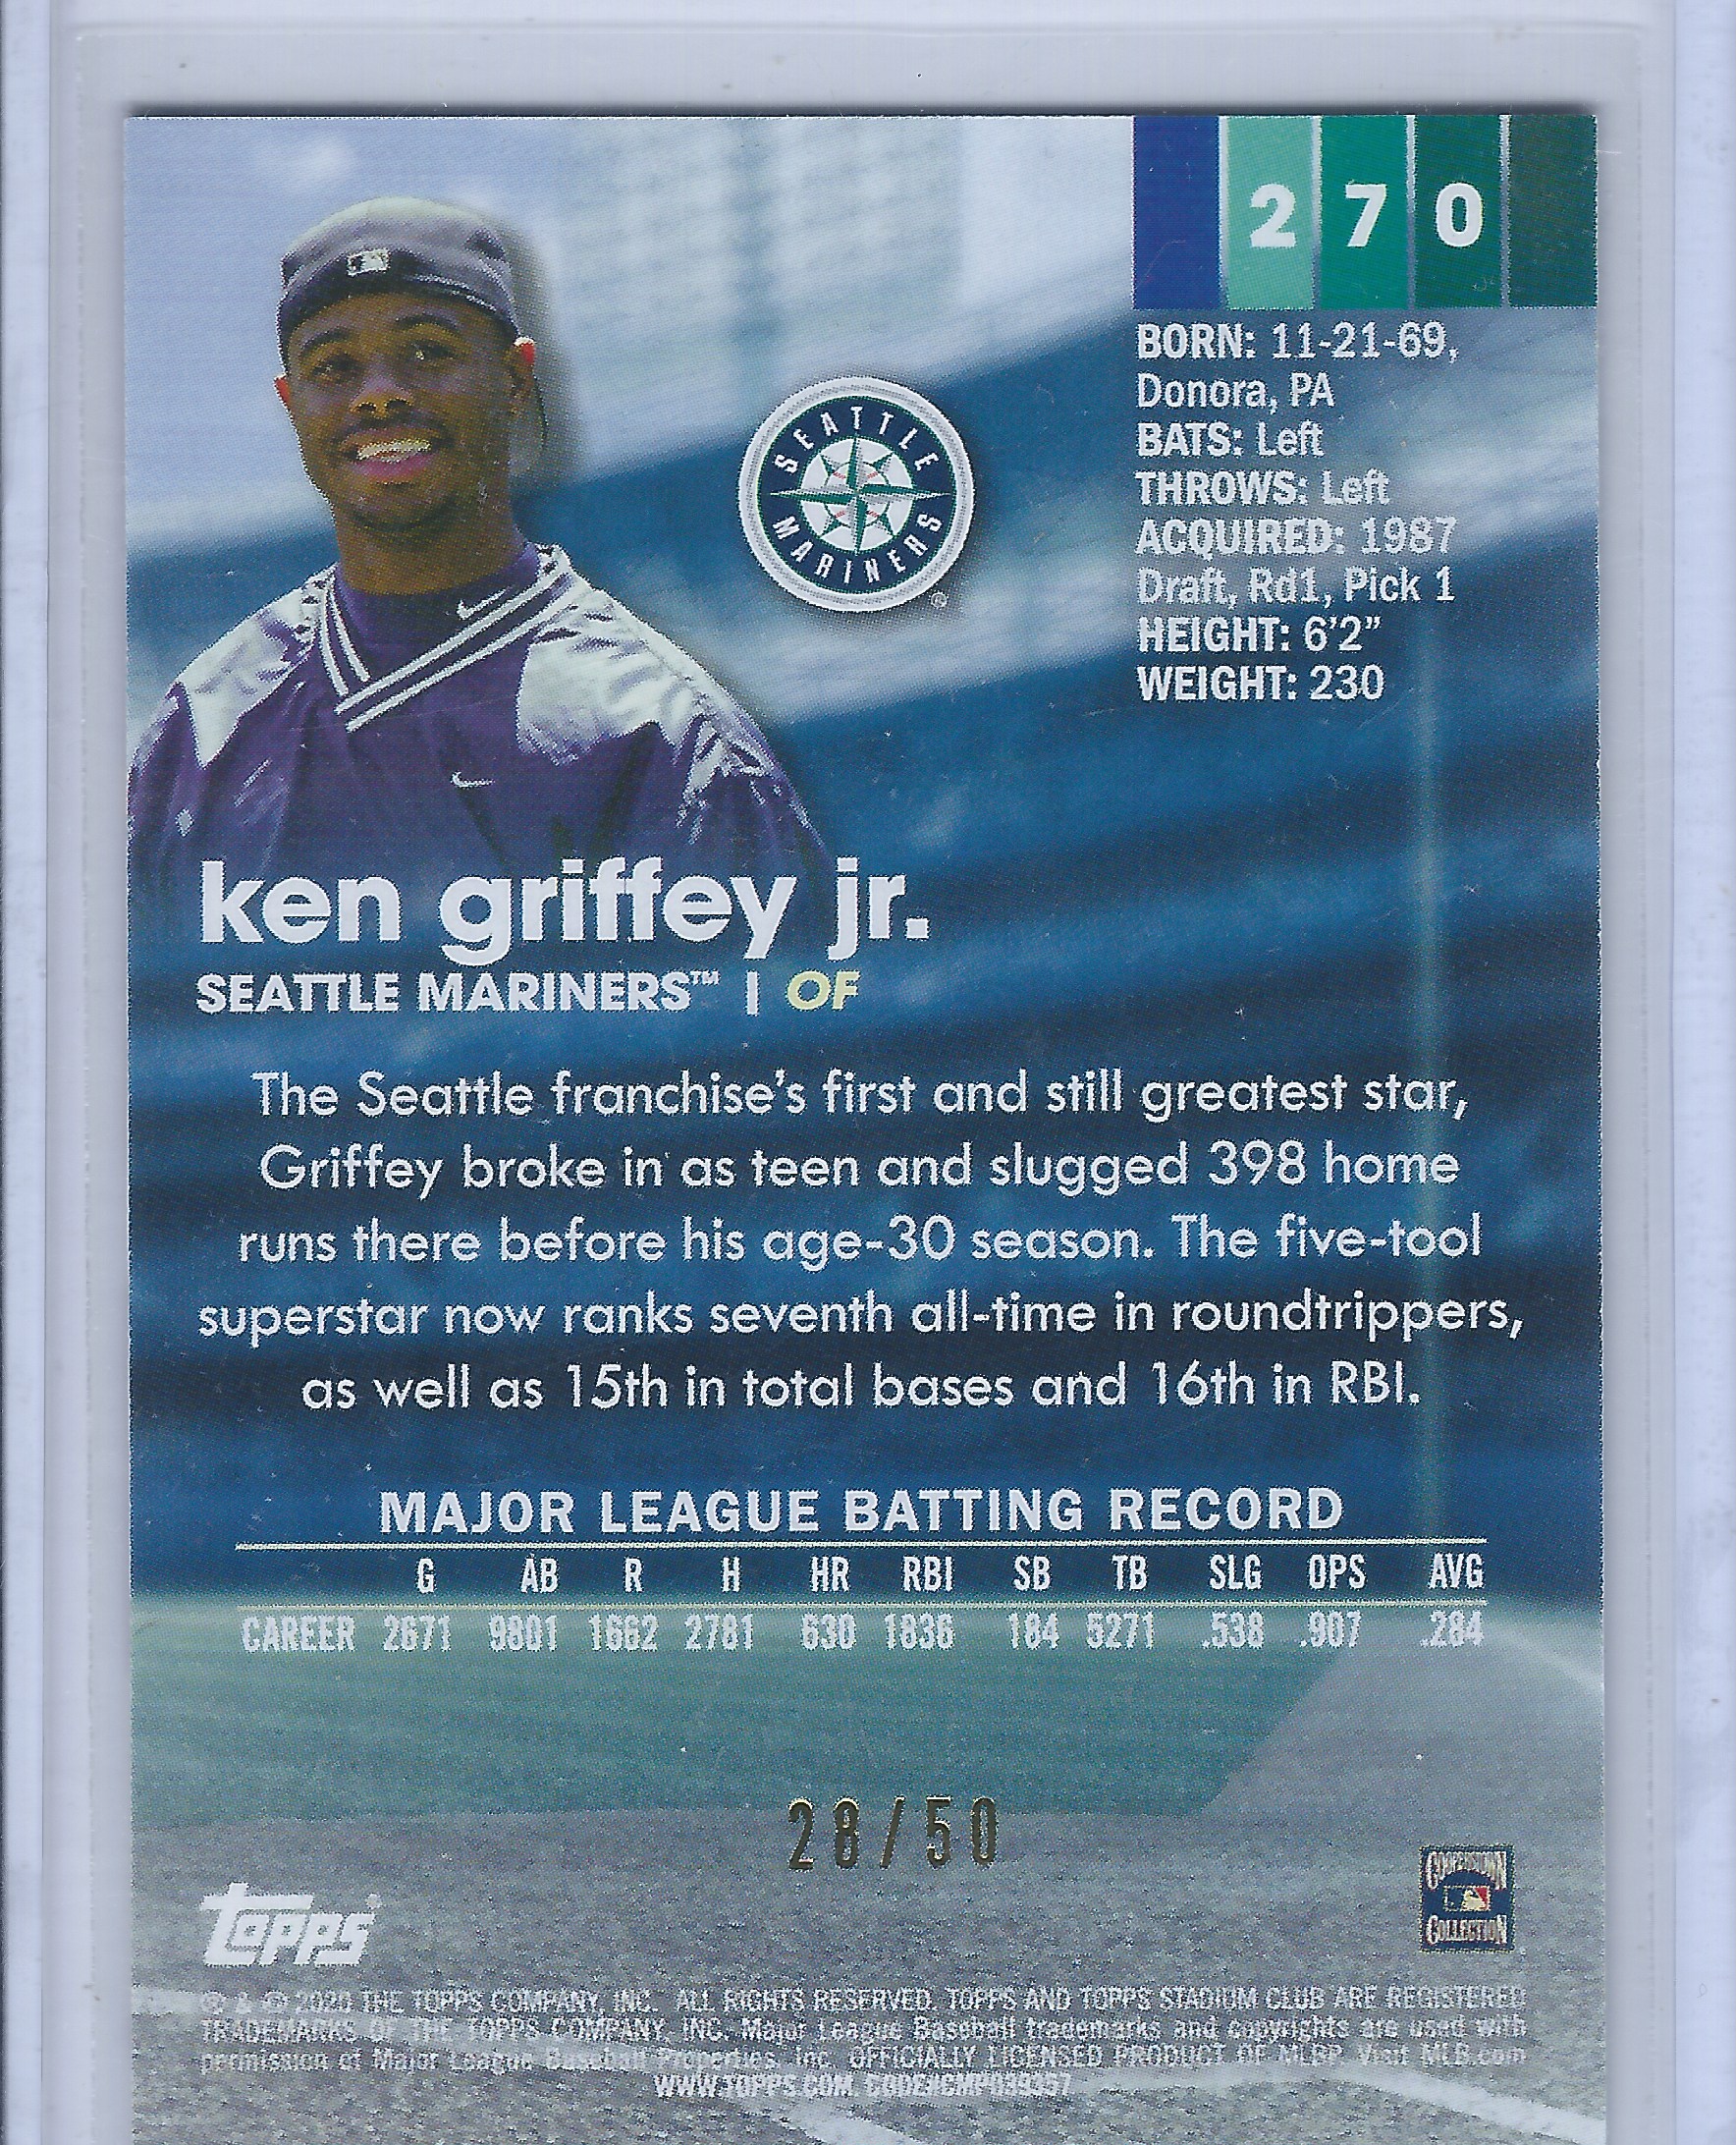 270
BORN: 11-21-69,
Donora, PA
BATS: Left
THROWS: Left
ACQUIRED: 1987
Draft, Rd1, Pick 1
HEIGHT: 6'2”
WEIGHT: 230
SEATTLE
MARINERS
®
ken griffey jr.
SEATTLE MARINERS™ | OF
The Seattle franchise's first and still greatest star,
Griffey broke in as teen and slugged 398 home
runs there before his age-30 season. The five-tool
superstar now ranks seventh all-time in roundtrippers,
as well as 15th in total bases and 16th in RBI.
MAJOR LEAGUE BATTING RECORD
G AB R H HR RBI SB TB SLG OPS AVG
CAREER 2671 9801 1662 2781 630 1836 184 5271 .538 .907 .284
28/50
topps®
COOPERSTOWN
COLLECTION
® & © 2020 THE TOPPS COMPANY, INC. ALL RIGHTS RESERVED. TOPPS AND TOPPS STADIUM CLUB ARE REGISTERED
TRADEMARKS OF THE TOPPS COMPANY, INC. Major League Baseball trademarks and copyrights are used with
permission of Major League Baseball Properties, Inc. OFFICIALLY LICENSED PRODUCT OF MLBP. Visit MLB.com
WWW.TOPPS.COM. CODE#CMP089357